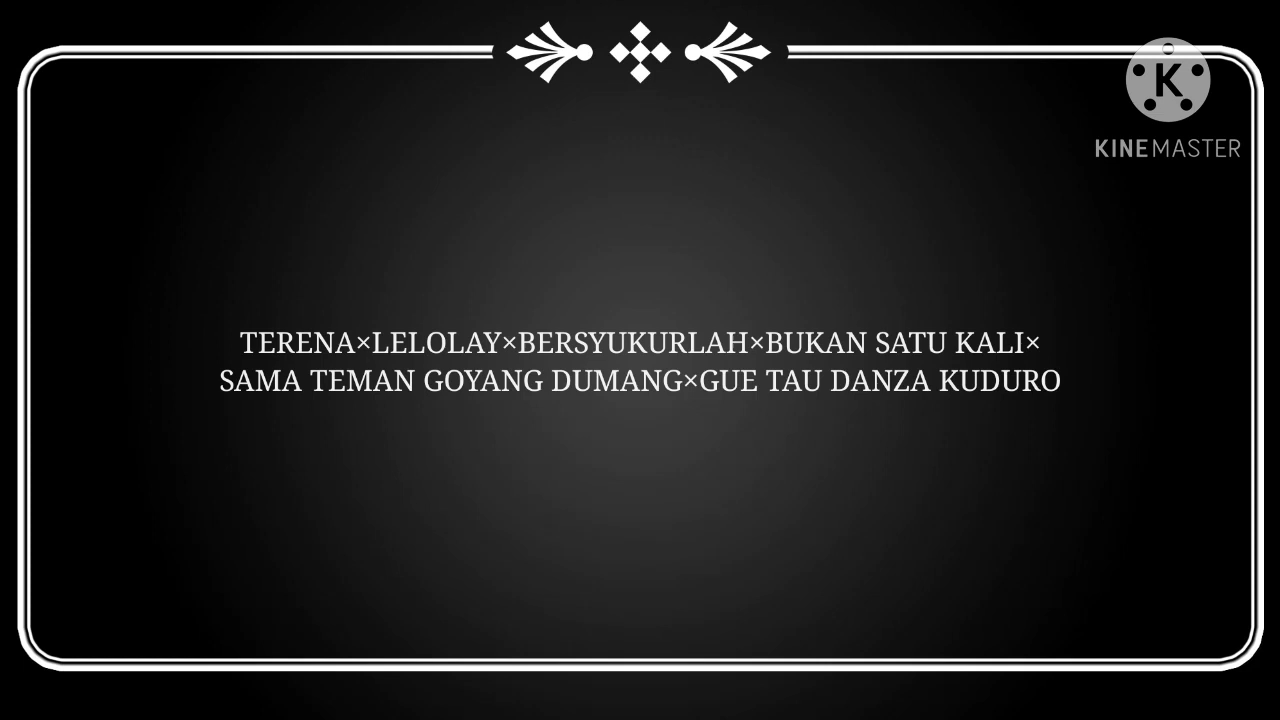 K
KINEMASTER
TERENA×LELOLAY×BERSYUKURLAH×BUKAN SATU KALI×
SAMA TEMAN GOYANG DUMANG×GUE TAU DANZA KUDURO